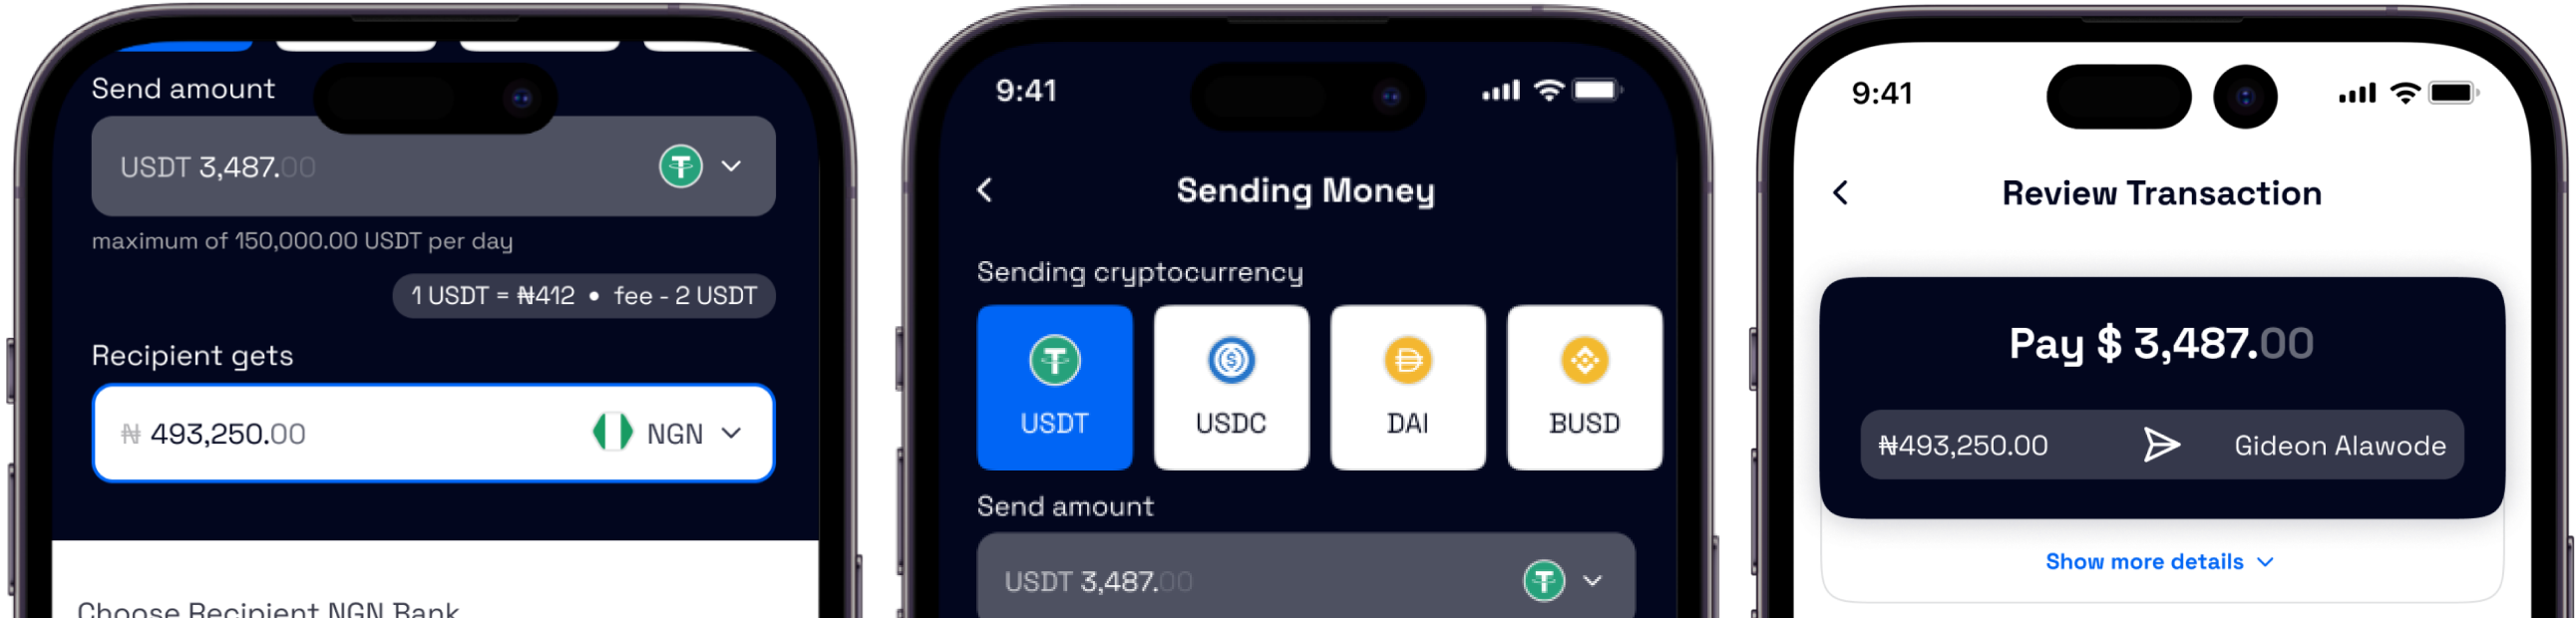 Send amount
USDT 3,487.00
maximum of 150,000.00 USDT per day
1 USDT = ₦412 • fee - 2 USDT
Recipient gets
₦ 493,250.00 NGN
Choose Recipient NGN Bank
9:41
Sending Money
Sending cryptocurrency
USDT USDC DAI BUSD
Send amount
USDT 3,487.00
9:41
Review Transaction
Pay $ 3,487.00
₦493,250.00 Gideon Alawode
Show more details